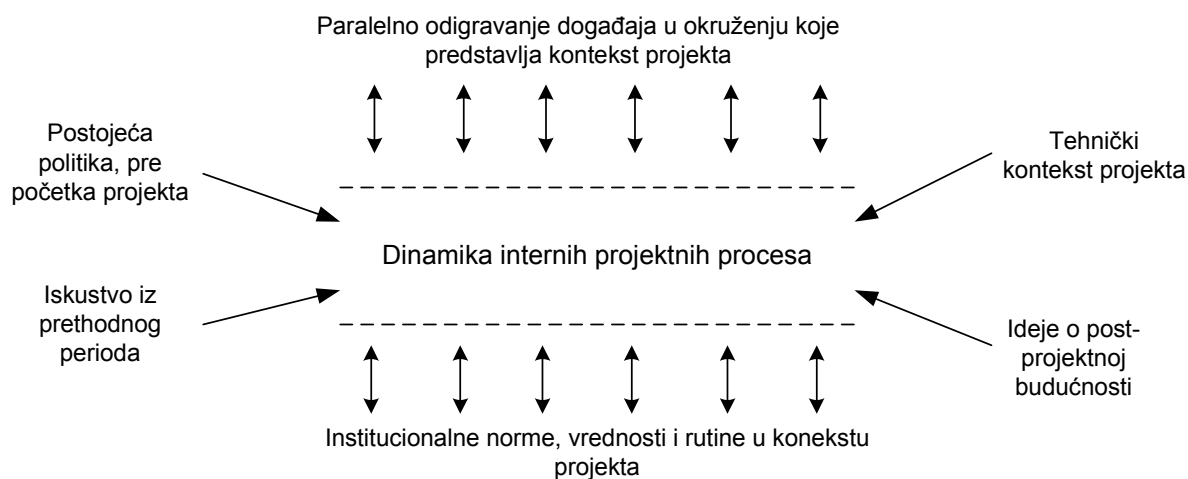 Paralelno odigravanje događaja u okruženju koje
predstavlja kontekst projekta
Postojeća
politika, pre
početka projekta
Tehnički
kontekst projekta
Dinamika internih projektnih procesa
Iskustvo iz
prethodnog
perioda
Ideje o post-
projektnoj
budućnosti
Institucionalne norme, vrednosti i rutine u konekstu
projekta